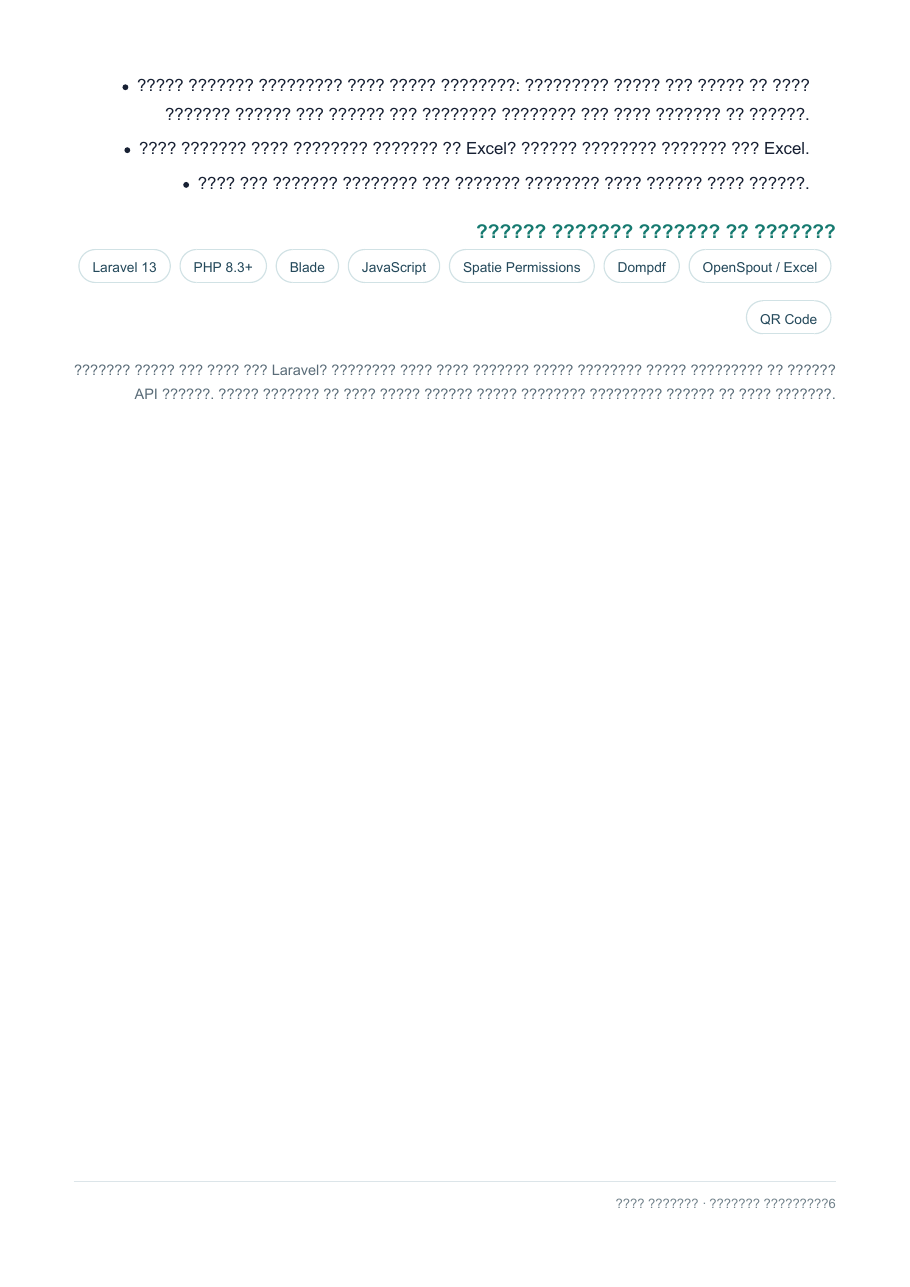 • ????? ??????? ????????? ???? ????? ????????: ????????? ????? ??? ????? ?? ????
??????? ?????? ??? ?????? ??? ???????? ???????? ??? ???? ??????? ?? ??????.
• ???? ??????? ???? ???????? ??????? ?? Excel? ?????? ???????? ??????? ??? Excel.
• ???? ??? ??????? ???????? ??? ??????? ???????? ???? ?????? ???? ??????.
?????? ??????? ??????? ?? ???????
Laravel 13 PHP 8.3+ Blade JavaScript Spatie Permissions Dompdf OpenSpout / Excel
QR Code
??????? ????? ??? ???? ??? Laravel? ???????? ???? ???? ??????? ????? ???????? ????? ????????? ?? ??????
API ??????. ????? ??????? ?? ???? ????? ?????? ????? ???????? ????????? ?????? ?? ???? ???????.
???? ??????? · ??????? ?????????6